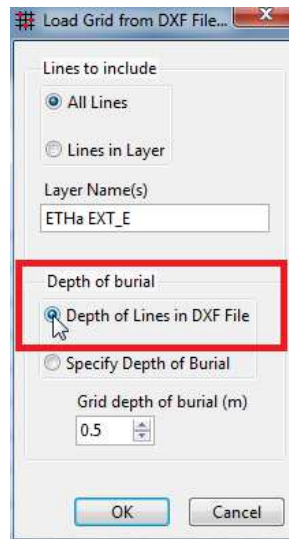 Load Grid from DXF File...
Lines to include
All Lines
Lines in Layer
Layer Name(s)
ETHa EXT_E
Depth of burial
Depth of Lines in DXF File
Specify Depth of Burial
Grid depth of burial (m)
0.5
OK
Cancel